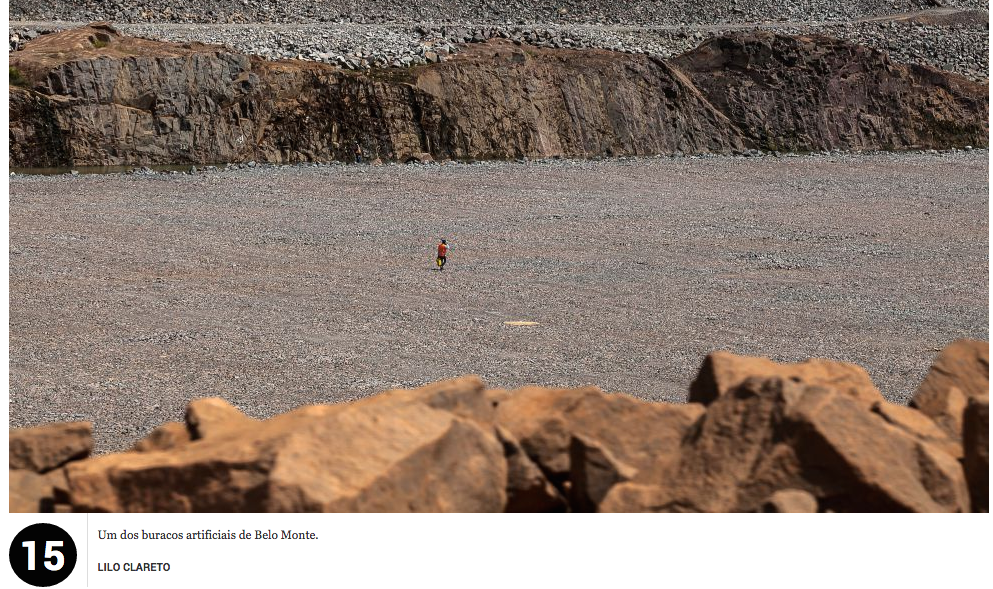 15
Um dos buracos artificiais de Belo Monte.
LILO CLARETO